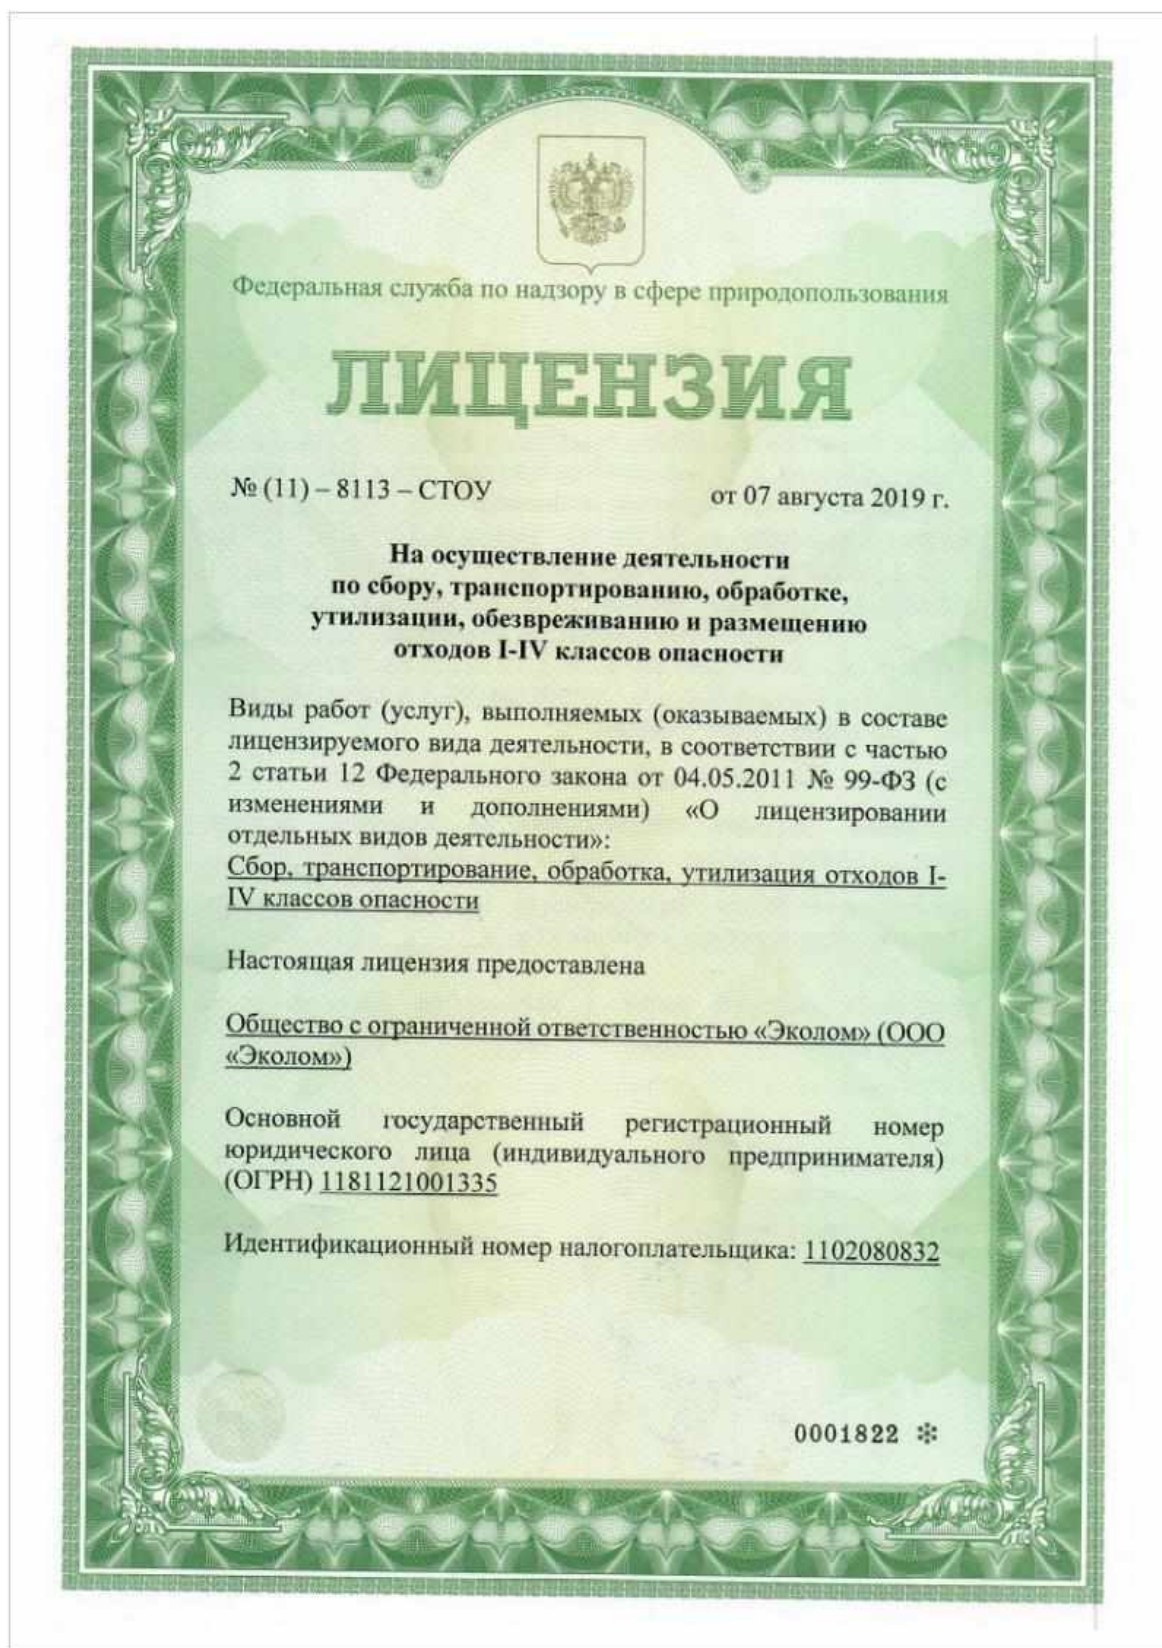 Федеральная служба по надзору в сфере природопользования
ЛИЦЕНЗИЯ
№ (11) – 8113 – СТОУ от 07 августа 2019 г.
На осуществление деятельности
по сбору, транспортированию, обработке,
утилизации, обезвреживанию и размещению
отходов I-IV классов опасности
Виды работ (услуг), выполняемых (оказываемых) в составе
лицензируемого вида деятельности, в соответствии с частью
2 статьи 12 Федерального закона от 04.05.2011 № 99-ФЗ (с
изменениями и дополнениями) «О лицензировании
отдельных видов деятельности»:
Сбор, транспортирование, обработка, утилизация отходов I-
IV классов опасности
Настоящая лицензия предоставлена
Общество с ограниченной ответственностью «Эколом» (ООО
«Эколом»)
Основной государственный регистрационный номер
юридического лица (индивидуального предпринимателя)
(ОГРН) 1181121001335
Идентификационный номер налогоплательщика: 1102080832
0001822 ❇